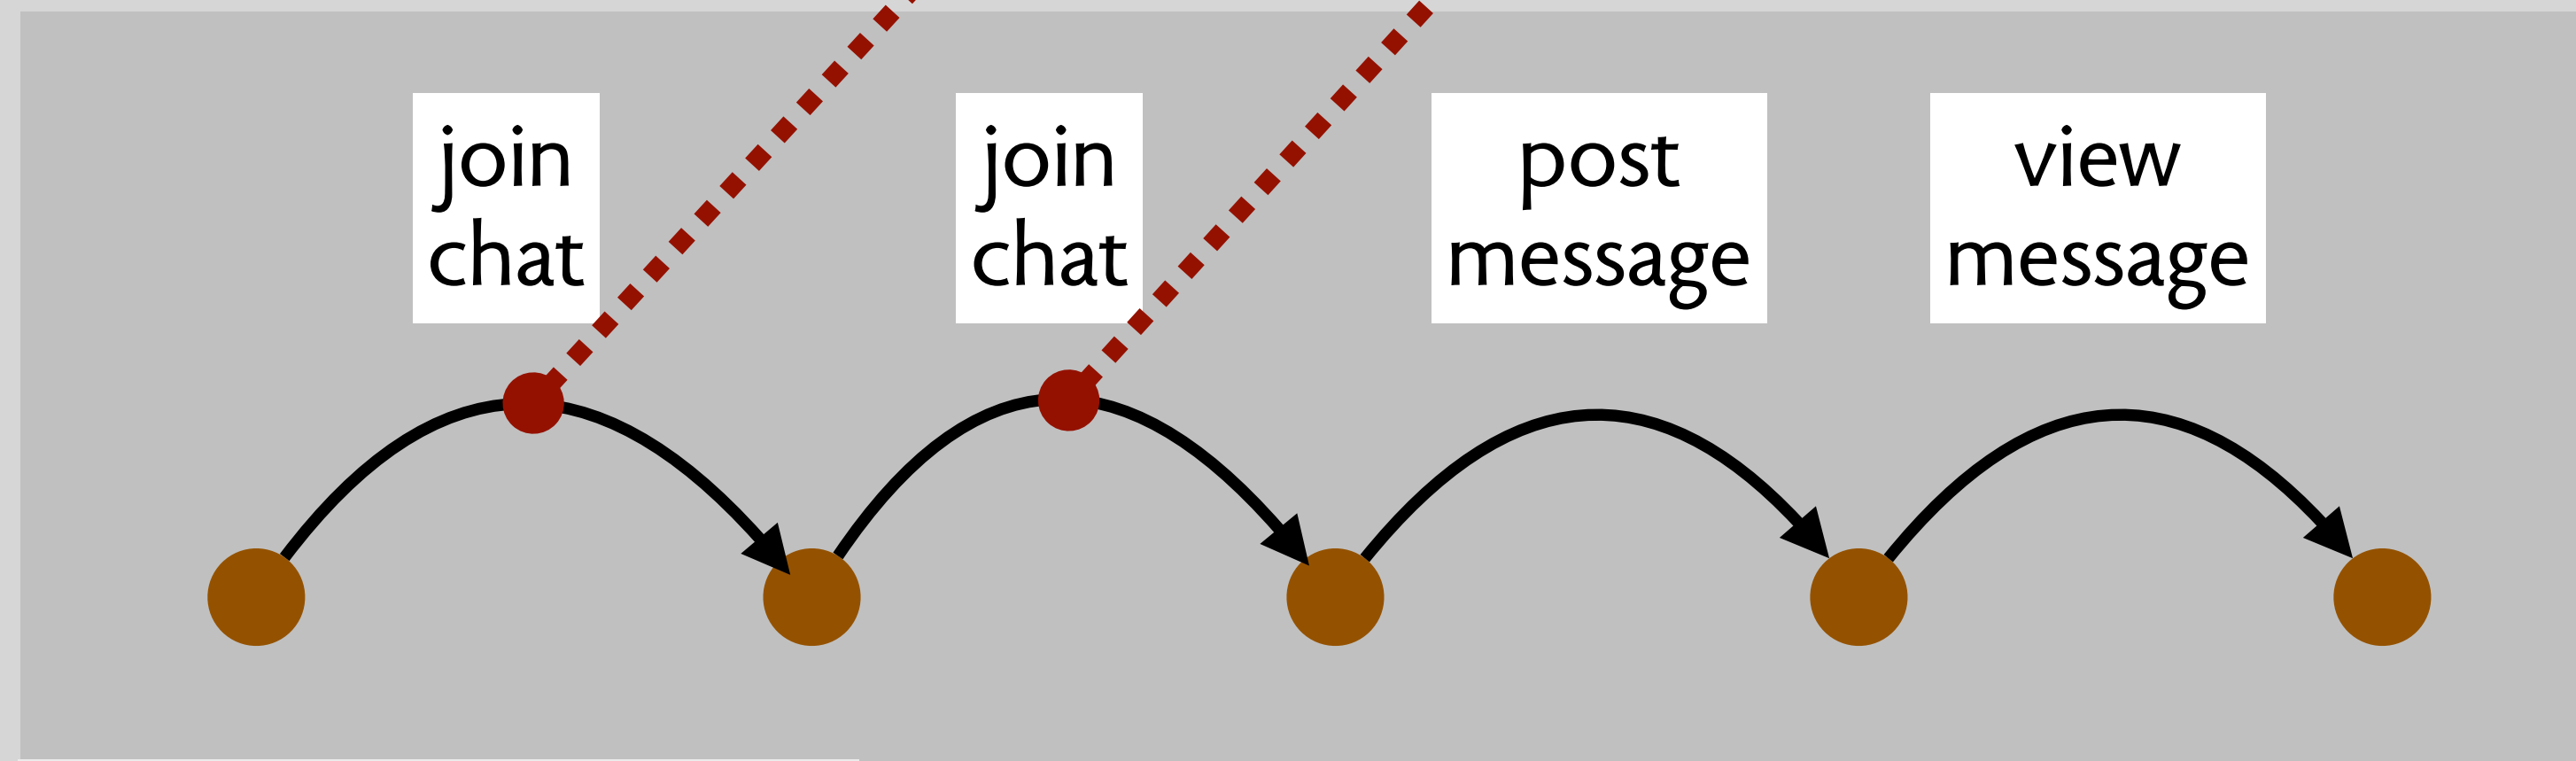 join
chat
join
chat
post
message
view
message